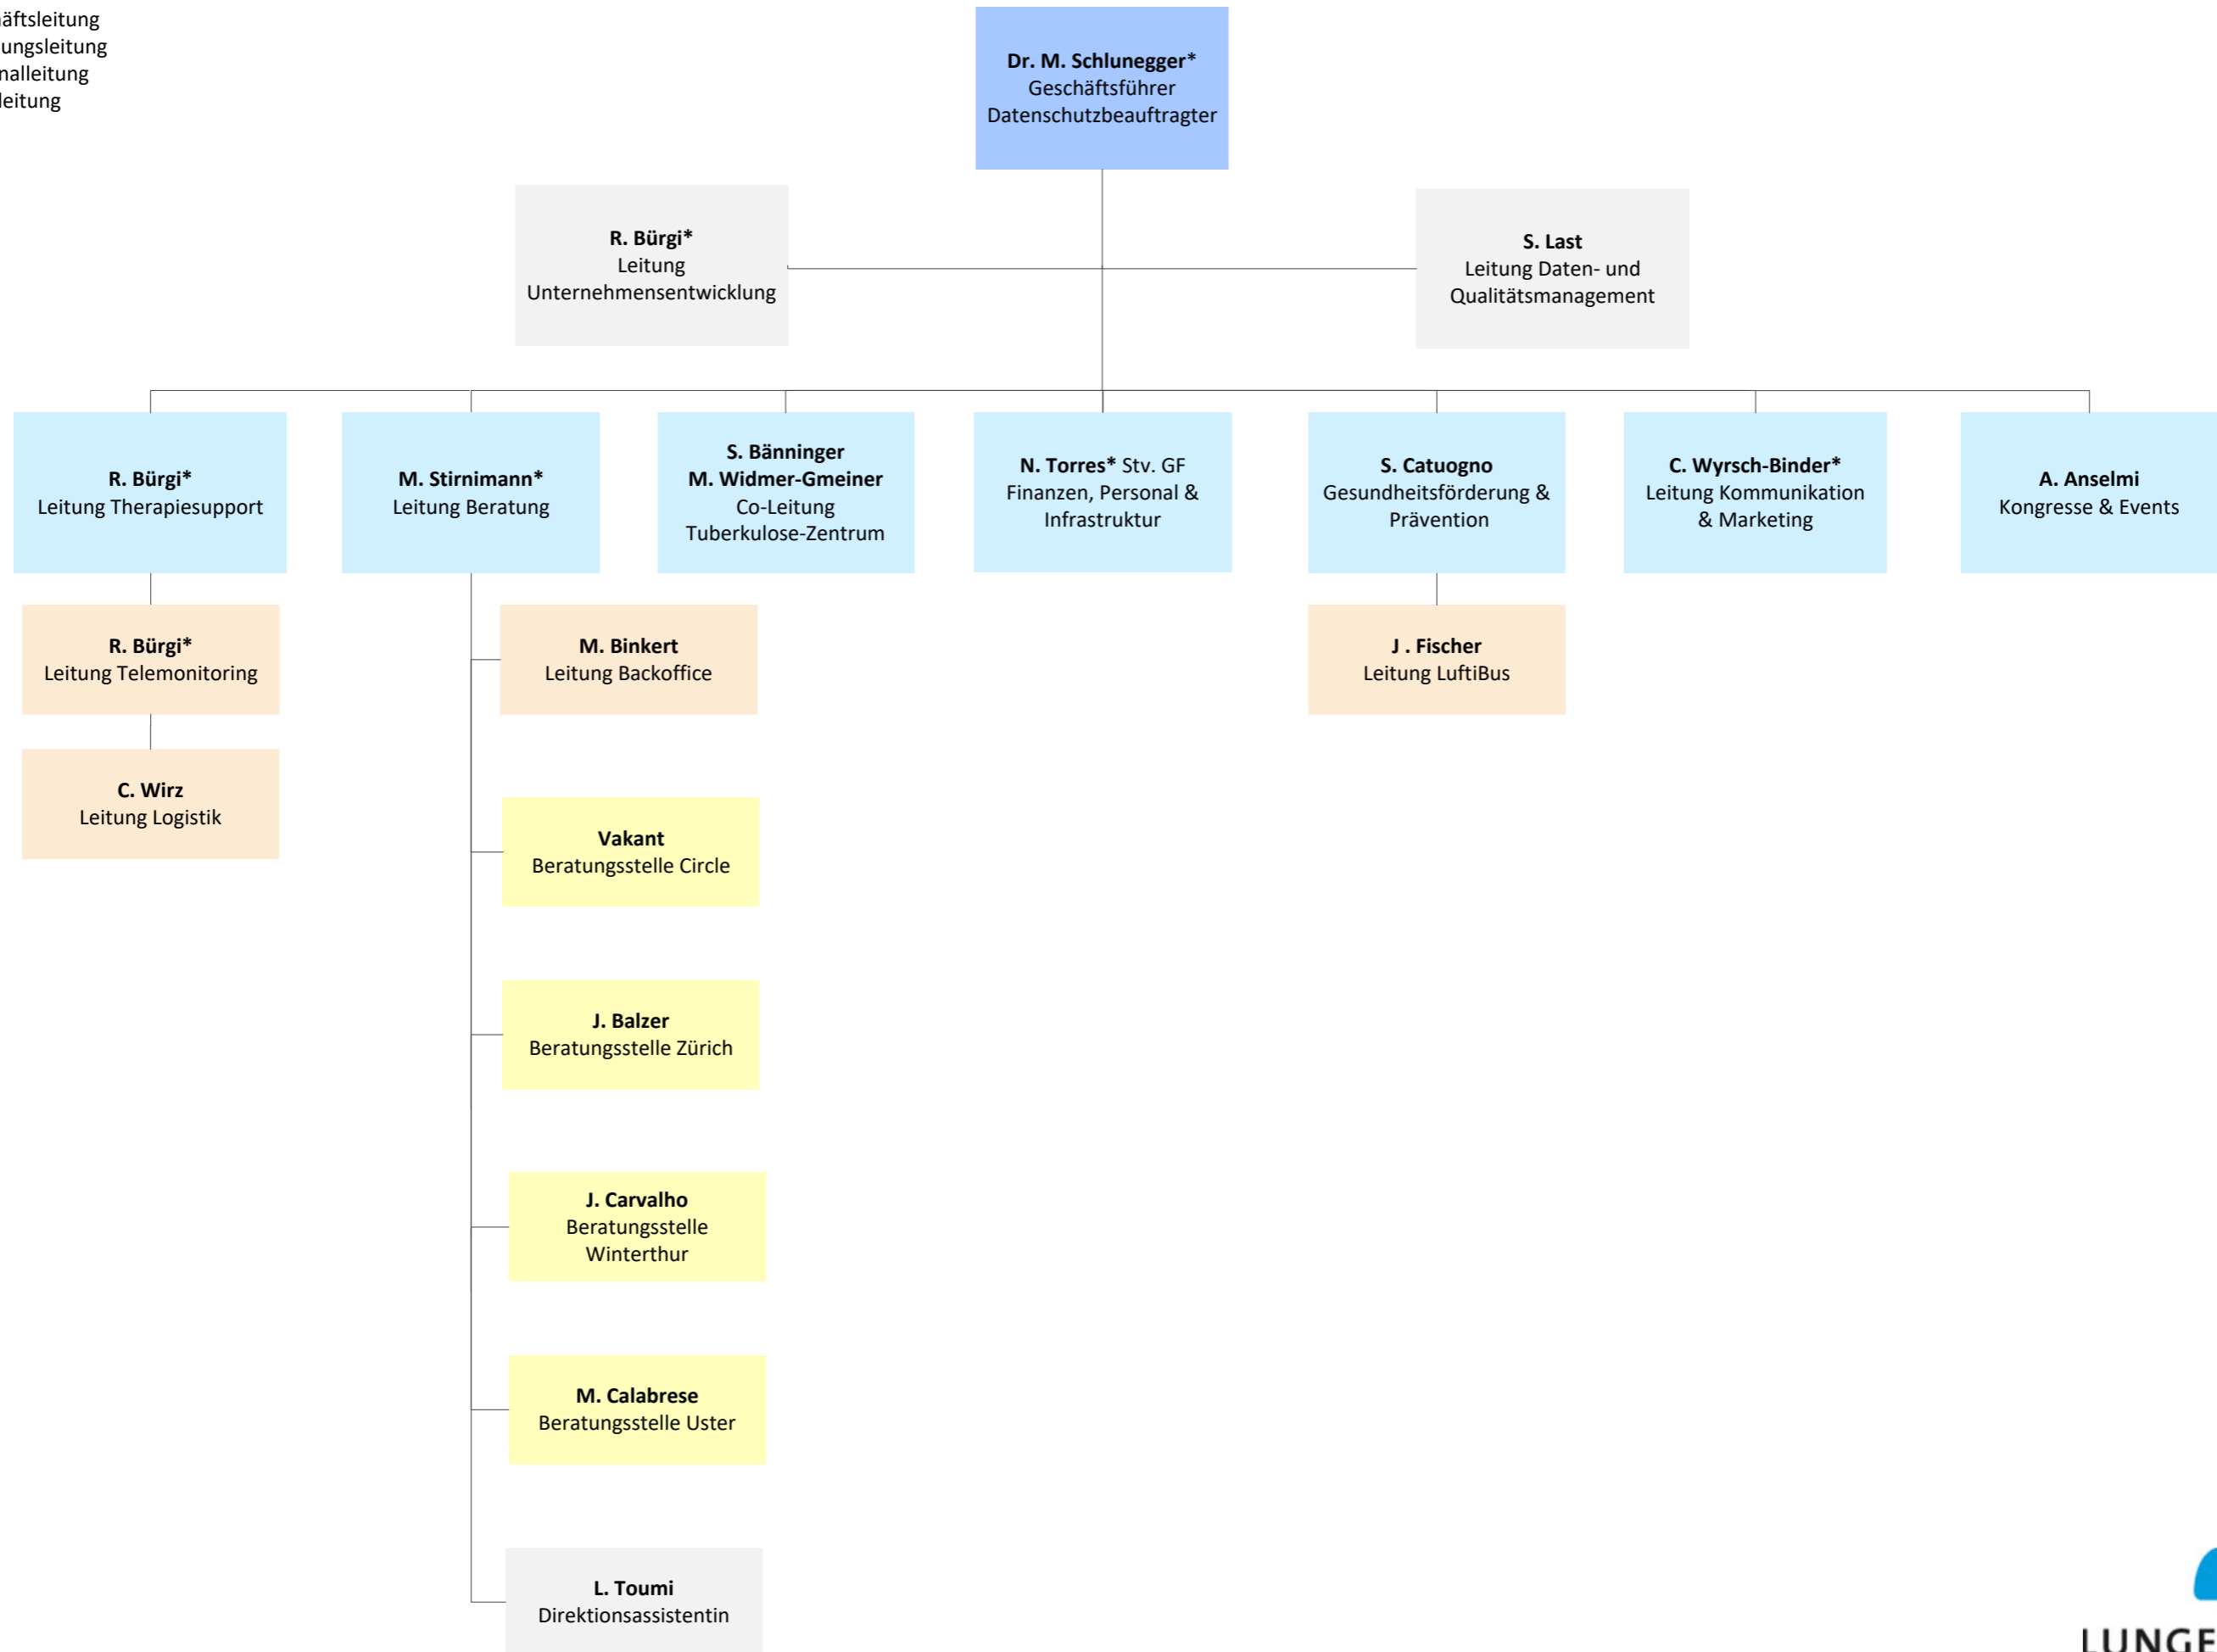 äftsleitung
ungsleitung
nalleitung
leitung
Dr. M. Schlunegger*
Geschäftsführer
Datenschutzbeauftragter
R. Bürgi*
Leitung
Unternehmensentwicklung
S. Last
Leitung Daten- und
Qualitätsmanagement
R. Bürgi*
Leitung Therapiesupport
M. Stirnimann*
Leitung Beratung
S. Bänninger
M. Widmer-Gmeiner
Co-Leitung
Tuberkulose-Zentrum
N. Torres* Stv. GF
Finanzen, Personal &
Infrastruktur
S. Catuogno
Gesundheitsförderung &
Prävention
C. Wyrsch-Binder*
Leitung Kommunikation
& Marketing
A. Anselmi
Kongresse & Events
R. Bürgi*
Leitung Telemonitoring
M. Binkert
Leitung Backoffice
J . Fischer
Leitung LuftiBus
C. Wirz
Leitung Logistik
Vakant
Beratungsstelle Circle
J. Balzer
Beratungsstelle Zürich
J. Carvalho
Beratungsstelle
Winterthur
M. Calabrese
Beratungsstelle Uster
L. Toumi
Direktionsassistentin
LUNGE